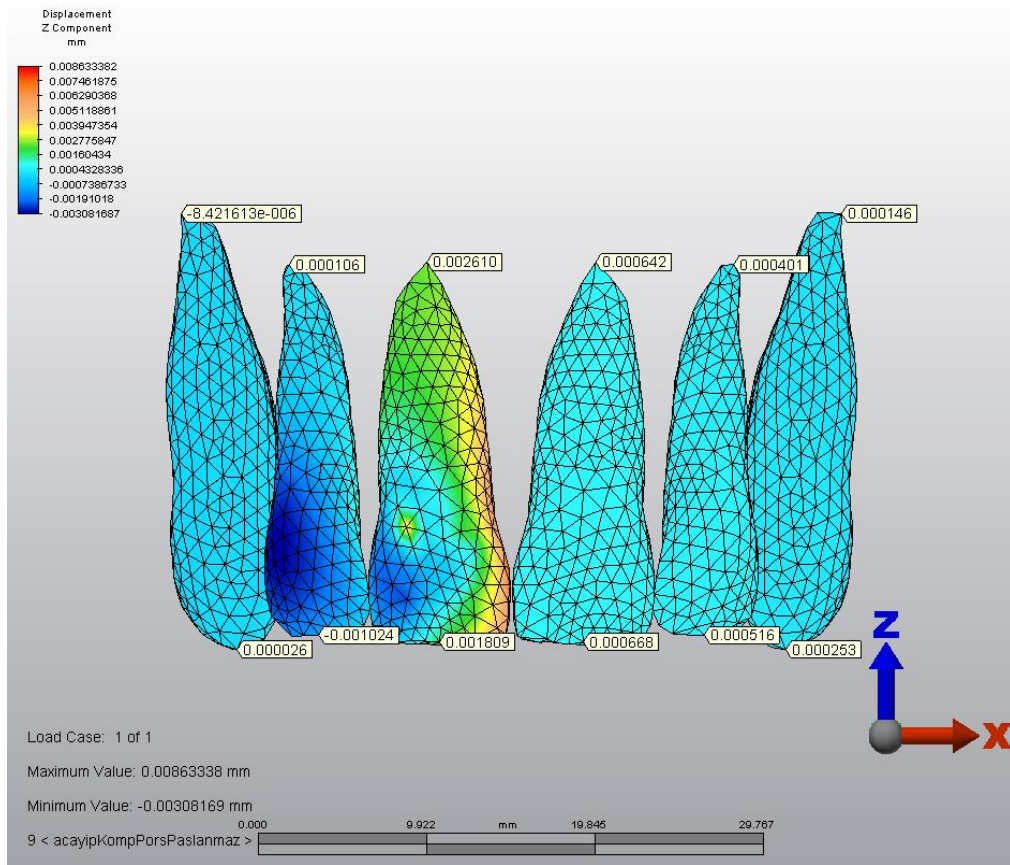 Displacement
Z Component
mm
0.008633382
0.007461875
0.006290368
0.005118861
0.003947354
0.002775847
0.00160434
0.0004328336
-0.0007386733
-0.00191018
-0.003081687
-8.421613e-006
0.000146
0.000106
0.002610
0.000642
0.000401
-0.001024
0.001809
0.000668
0.000516
0.000026
0.000253
Z
X
Load Case: 1 of 1
Maximum Value: 0.00863338 mm
Minimum Value: -0.00308169 mm
0.000 9.922 mm 19.845 29.767
9 < acayipKompPorsPaslanmaz >